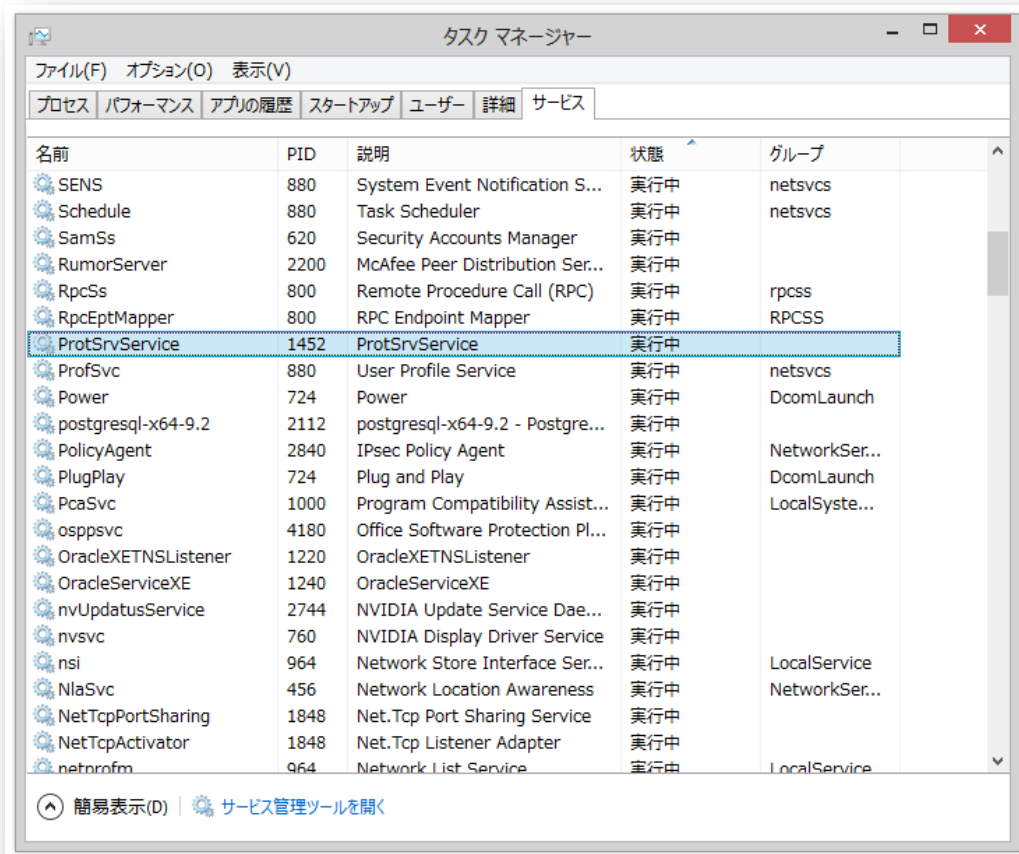 タスク マネージャー
ファイル(F) オプション(O) 表示(V)
プロセス パフォーマンス アプリの履歴 スタートアップ ユーザー 詳細 サービス
名前 PID 説明 状態 グループ
SENS 880 System Event Notification S... 実行中 netsvcs
Schedule 880 Task Scheduler 実行中 netsvcs
SamSs 620 Security Accounts Manager 実行中
RumorServer 2200 McAfee Peer Distribution Ser... 実行中
RpcSs 800 Remote Procedure Call (RPC) 実行中 rpcss
RpcEptMapper 800 RPC Endpoint Mapper 実行中 RPCSS
ProtSrvService 1452 ProtSrvService 実行中
ProfSvc 880 User Profile Service 実行中 netsvcs
Power 724 Power 実行中 DcomLaunch
postgresql-x64-9.2 2112 postgresql-x64-9.2 - Postgre... 実行中
PolicyAgent 2840 IPsec Policy Agent 実行中 NetworkSer...
PlugPlay 724 Plug and Play 実行中 DcomLaunch
PcaSvc 1000 Program Compatibility Assist... 実行中 LocalSyste...
osppsvc 4180 Office Software Protection Pl... 実行中
OracleXETNSListener 1220 OracleXETNSListener 実行中
OracleServiceXE 1240 OracleServiceXE 実行中
nvUpdatusService 2744 NVIDIA Update Service Dae... 実行中
nvsvc 760 NVIDIA Display Driver Service 実行中
nsi 964 Network Store Interface Ser... 実行中 LocalService
NlaSvc 456 Network Location Awareness 実行中 NetworkSer...
NetTcpPortSharing 1848 Net.Tcp Port Sharing Service 実行中
NetTcpActivator 1848 Net.Tcp Listener Adapter 実行中
netprofm 964 Network List Service 実行中 LocalService
簡易表示(D) サービス管理ツールを開く